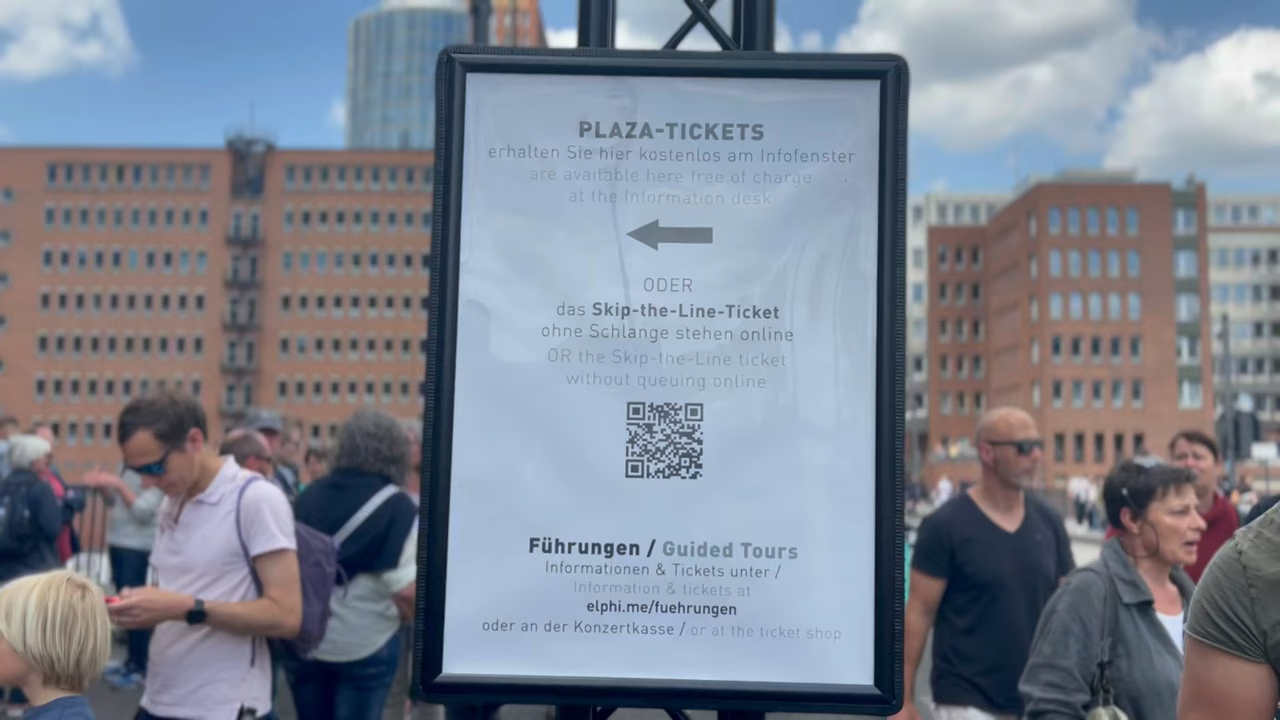 PLAZA-TICKETS
erhalten Sie hier kostenlos am Infofenster
are available here free of charge
at the Information desk
ODER
das Skip-the-Line-Ticket
ohne Schlange stehen online
OR the Skip-the-Line ticket
without queuing online
Führungen / Guided Tours
Informationen & Tickets unter /
Information & tickets at
elphi.me/fuehrungen
oder an der Konzertkasse / or at the ticket shop